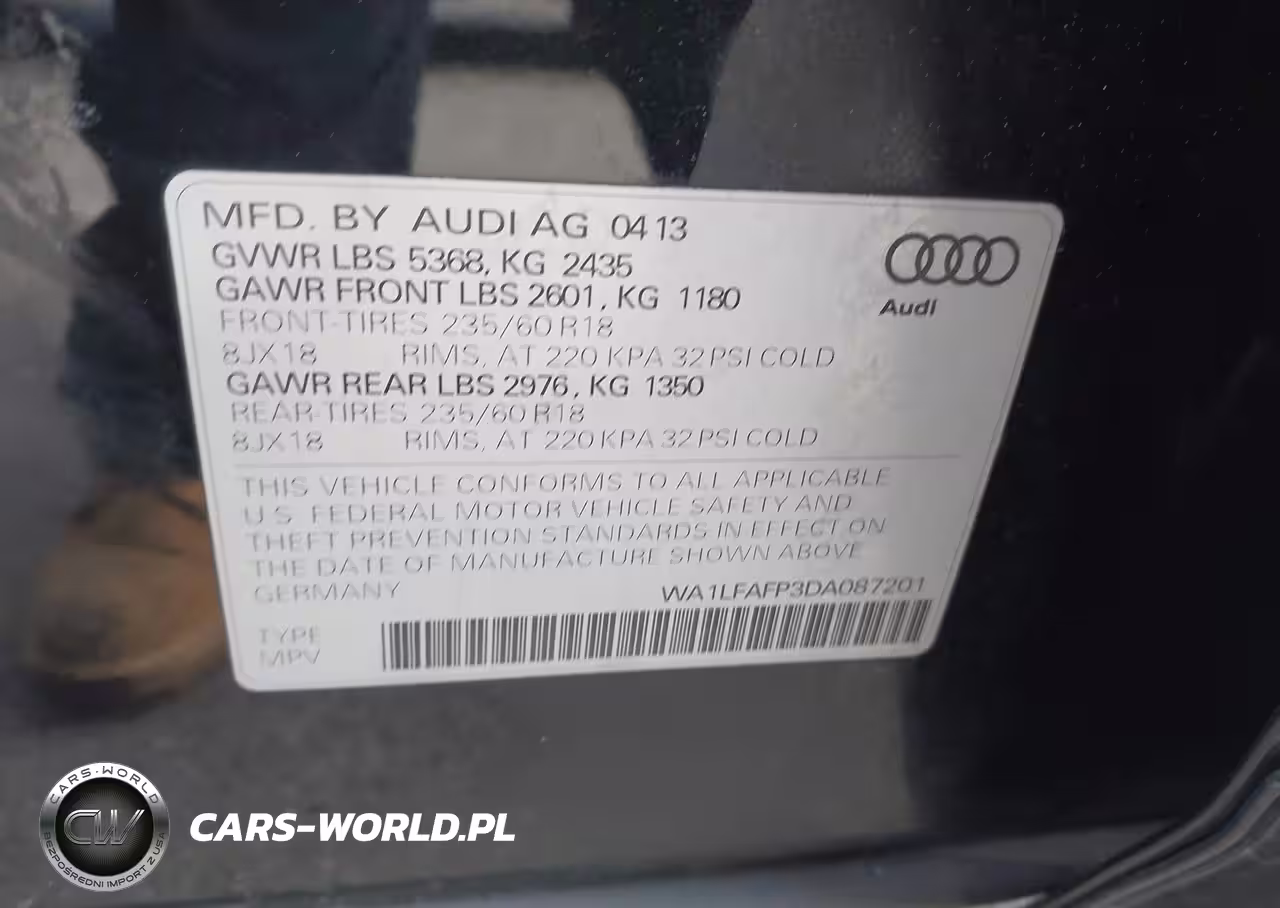 MFD. BY AUDI AG 0413
GVWR LBS 5368, KG 2435
GAWR FRONT LBS 2601, KG 1180
FRONT-TIRES 235/60 R18
8JX18 RIMS, AT 220 KPA 32 PSI COLD
GAWR REAR LBS 2976, KG 1350
REAR-TIRES 235/60 R18
8JX18 RIMS, AT 220 KPA 32 PSI COLD
Audi
THIS VEHICLE CONFORMS TO ALL APPLICABLE
U.S. FEDERAL MOTOR VEHICLE SAFETY AND
THEFT PREVENTION STANDARDS IN EFFECT ON
THE DATE OF MANUFACTURE SHOWN ABOVE
GERMANY WA1LFAFP3DA087201
TYPE
MPV
CARS-WORLD
CW
BEZPOŚREDNI IMPORT Z USA
CARS-WORLD.PL